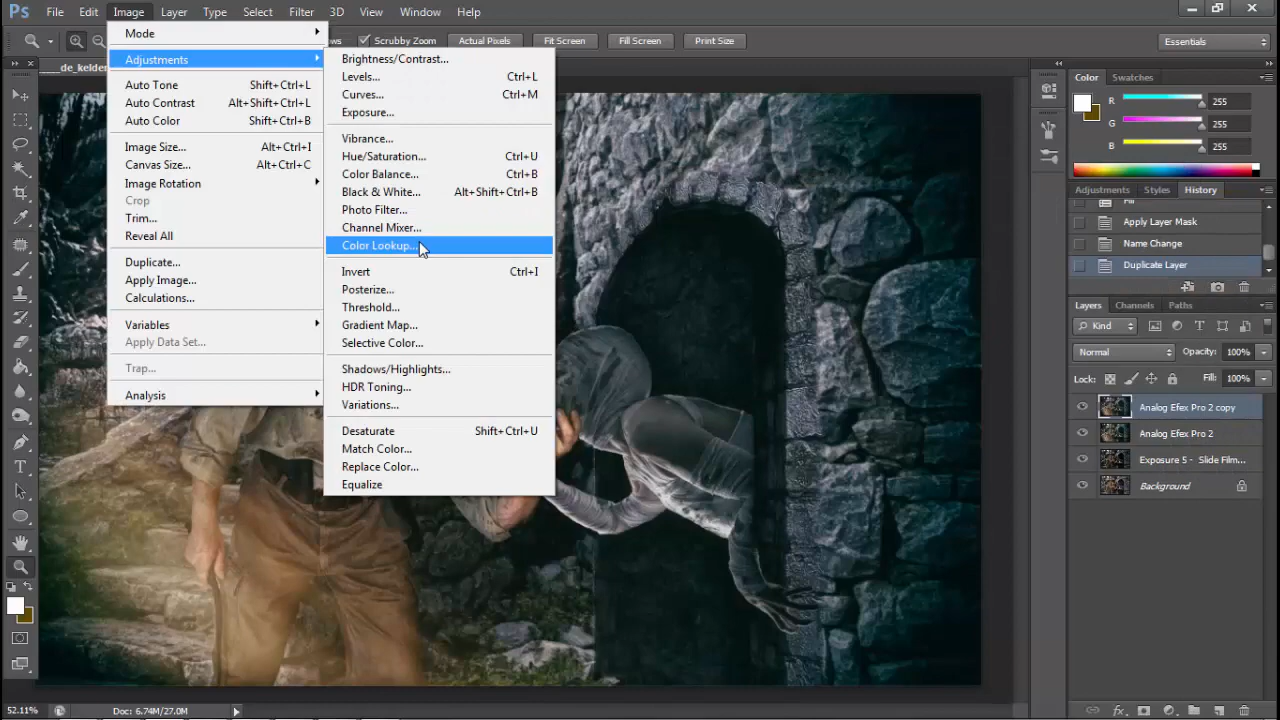 Ps File Edit Image Layer Type Select Filter 3D View Window Help
Scrubby Zoom Actual Pixels Fit Screen Fill Screen Print Size Essentials
Mode
Adjustments
Auto Tone Shift+Ctrl+L
Auto Contrast Alt+Shift+Ctrl+L
Auto Color Shift+Ctrl+B
Image Size... Alt+Ctrl+I
Canvas Size... Alt+Ctrl+C
Image Rotation
Crop
Trim...
Reveal All
Duplicate...
Apply Image...
Calculations...
Variables
Apply Data Set...
Trap...
Analysis
Brightness/Contrast...
Levels... Ctrl+L
Curves... Ctrl+M
Exposure...
Vibrance...
Hue/Saturation... Ctrl+U
Color Balance... Ctrl+B
Black & White... Alt+Shift+Ctrl+B
Photo Filter...
Channel Mixer...
Color Lookup...
Invert Ctrl+I
Posterize...
Threshold...
Gradient Map...
Selective Color...
Shadows/Highlights...
HDR Toning...
Variations...
Desaturate Shift+Ctrl+U
Match Color...
Replace Color...
Equalize
Color Swatches
R 255
G 255
B 255
Adjustments Styles History
Apply Layer Mask
Name Change
Duplicate Layer
Layers Channels Paths
Kind
Normal Opacity: 100%
Lock: Fill: 100%
Analog Efex Pro 2 copy
Analog Efex Pro 2
Exposure 5 - Slide Film...
Background
52.11% Doc: 6.74M/27.0M